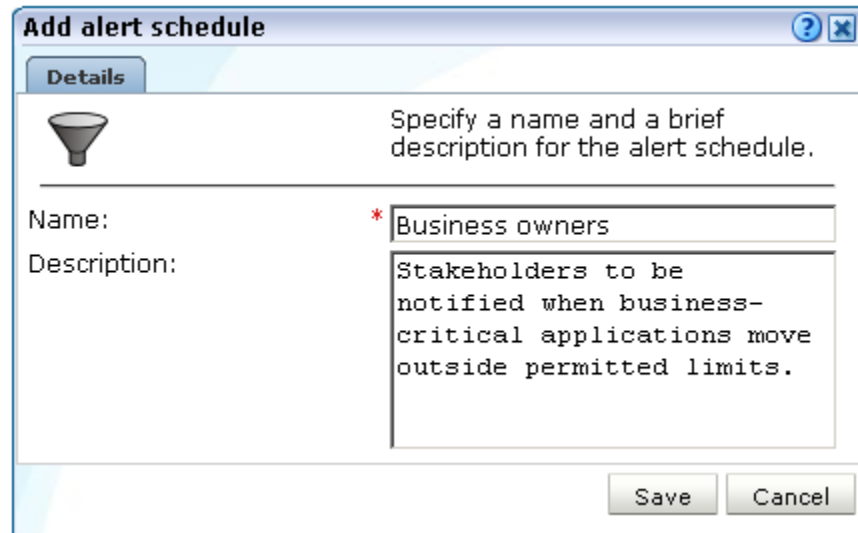 Add alert schedule
Details
Specify a name and a brief
description for the alert schedule.
Name:
* Business owners
Description:
Stakeholders to be
notified when business-
critical applications move
outside permitted limits.
Save Cancel